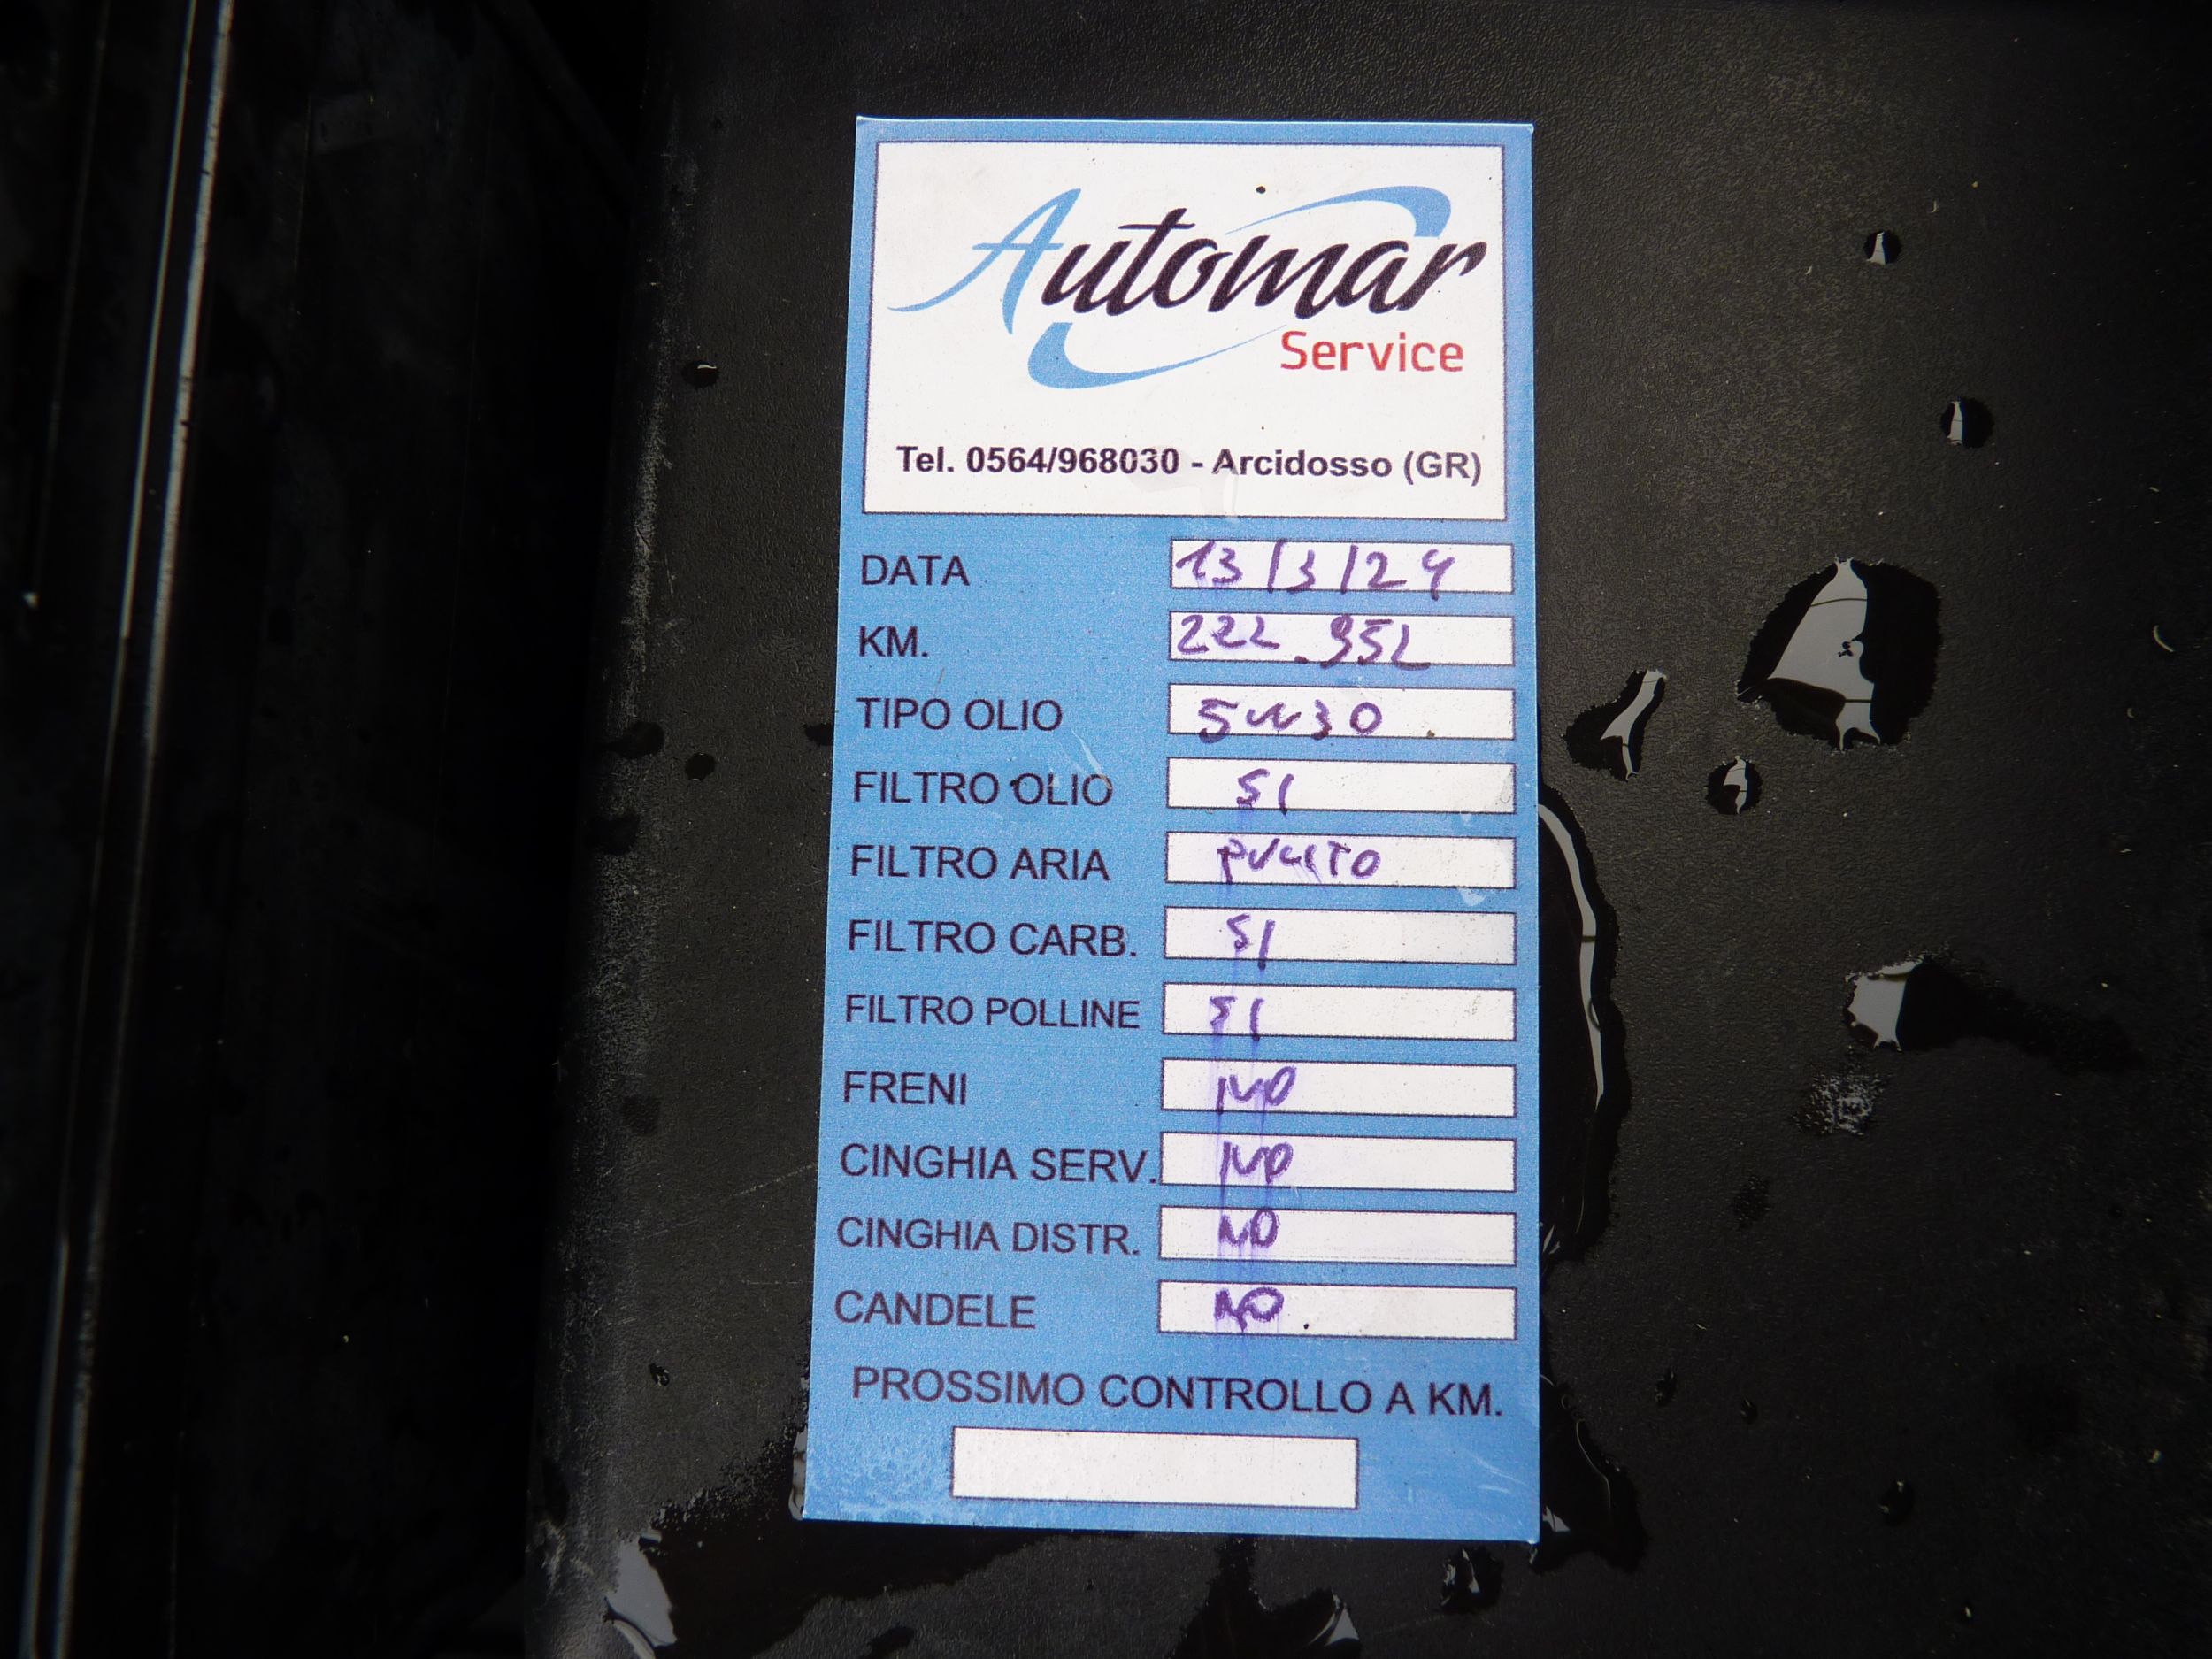 Automar
Service
Tel. 0564/968030 - Arcidosso (GR)
DATA 13/3/24
KM. 222.952
TIPO OLIO 5W30
FILTRO OLIO SI
FILTRO ARIA PULITO
FILTRO CARB. SI
FILTRO POLLINE SI
FRENI NO
CINGHIA SERV. NO
CINGHIA DISTR. NO
CANDELE NO
PROSSIMO CONTROLLO A KM.